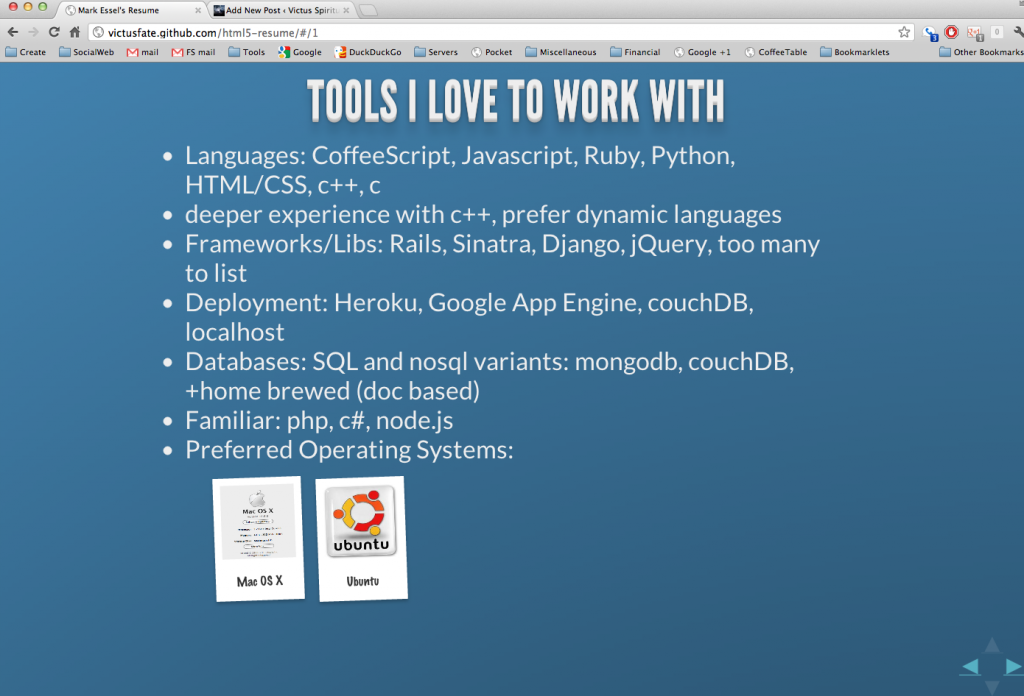 Mark Essel's Resume
Add New Post ‹ Victus Spiritu
victusfate.github.com/html5-resume/#/1
Create SocialWeb mail FS mail Tools Google DuckDuckGo Servers Pocket Miscellaneous Financial Google +1 CoffeeTable Bookmarklets Other Bookmarks
TOOLS I LOVE TO WORK WITH
• Languages: CoffeeScript, Javascript, Ruby, Python,
HTML/CSS, c++, c
• deeper experience with c++, prefer dynamic languages
• Frameworks/Libs: Rails, Sinatra, Django, jQuery, too many
to list
• Deployment: Heroku, Google App Engine, couchDB,
localhost
• Databases: SQL and nosql variants: mongodb, couchDB,
+home brewed (doc based)
• Familiar: php, c#, node.js
• Preferred Operating Systems:
Mac OS X
ubuntu
Mac OS X
Ubuntu